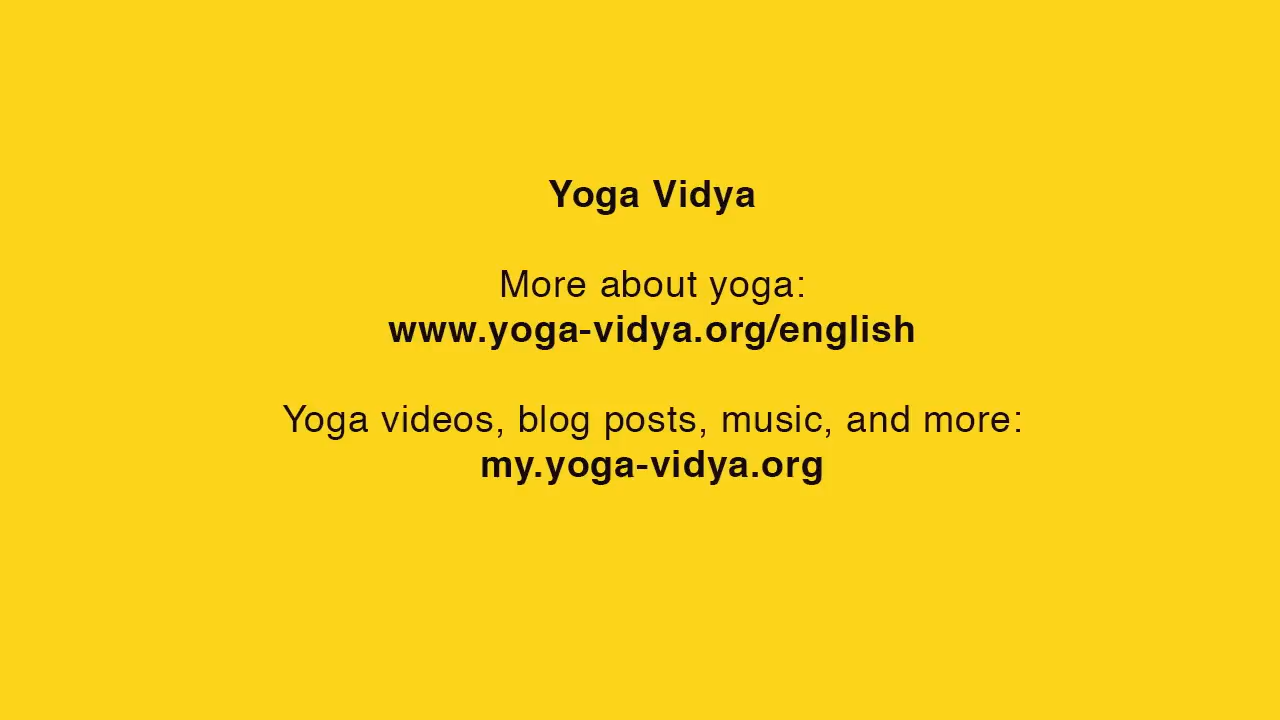 Yoga Vidya
More about yoga:
www.yoga-vidya.org/english
Yoga videos, blog posts, music, and more:
my.yoga-vidya.org